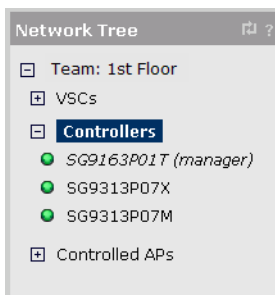 Network Tree ?
Team: 1st Floor
VSCs
Controllers
SG9163P01T (manager)
SG9313P07X
SG9313P07M
Controlled APs